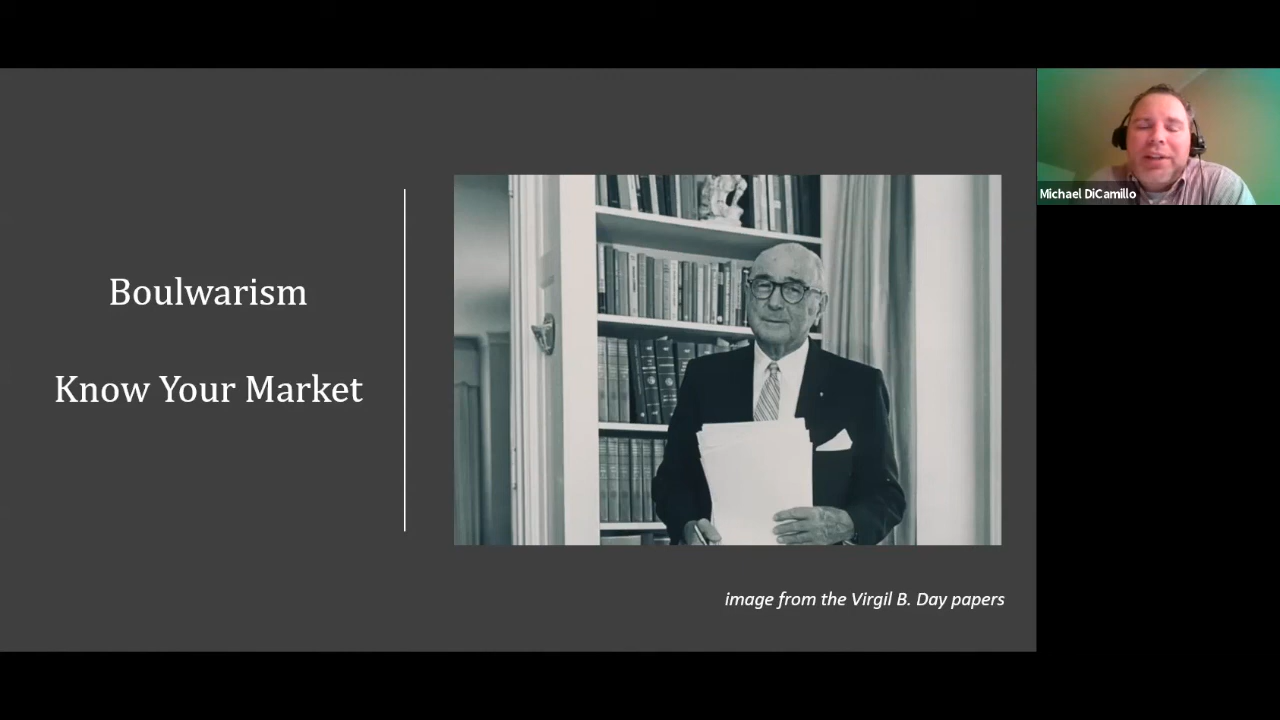 Boulwarism
Know Your Market
image from the Virgil B. Day papers
Michael DiCamillo